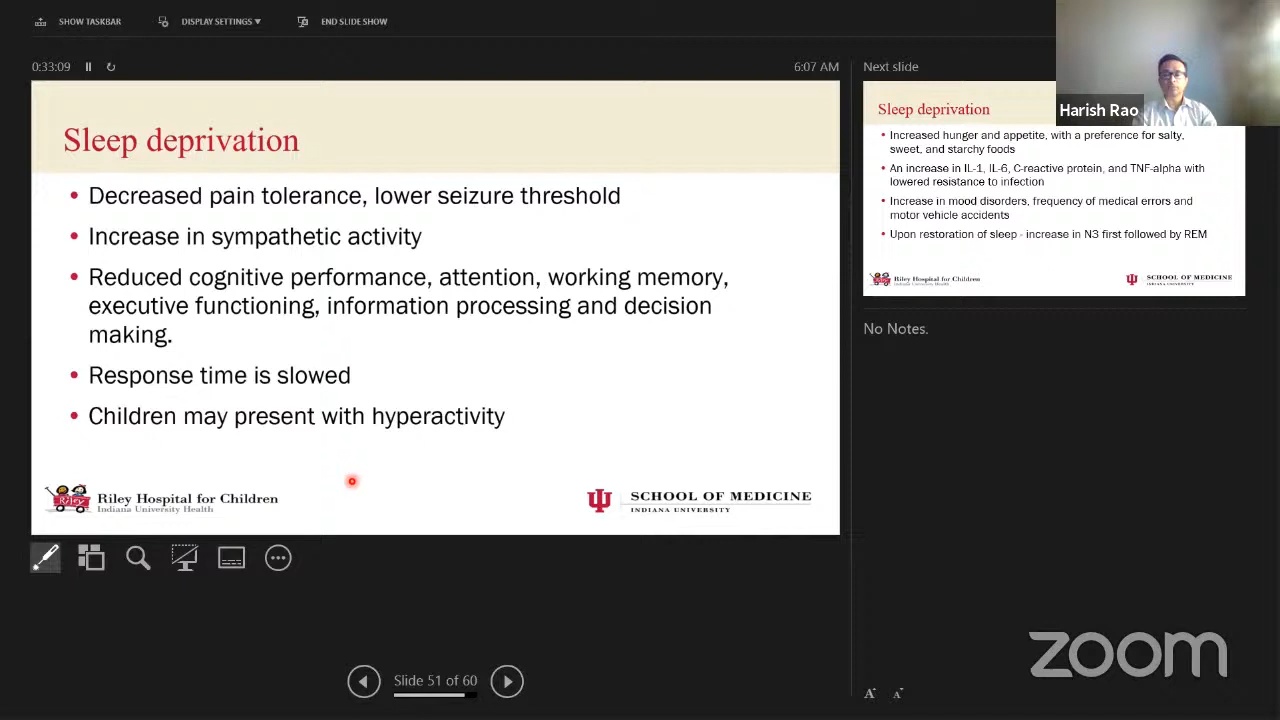 SHOW TASKBAR
DISPLAY SETTINGS ▾
END SLIDE SHOW
0:33:09
6:07 AM
Sleep deprivation
• Decreased pain tolerance, lower seizure threshold
• Increase in sympathetic activity
• Reduced cognitive performance, attention, working memory,
executive functioning, information processing and decision
making.
• Response time is slowed
• Children may present with hyperactivity
Riley
Riley Hospital for Children
Indiana University Health
SCHOOL OF MEDICINE
INDIANA UNIVERSITY
Slide 51 of 60
Next slide
Harish Rao
Sleep deprivation
• Increased hunger and appetite, with a preference for salty,
sweet, and starchy foods
• An increase in IL-1, IL-6, C-reactive protein, and TNF-alpha with
lowered resistance to infection
• Increase in mood disorders, frequency of medical errors and
motor vehicle accidents
• Upon restoration of sleep - increase in N3 first followed by REM
Riley Hospital for Children
Indiana University Health
SCHOOL OF MEDICINE
INDIANA UNIVERSITY
No Notes.
zoom
A A